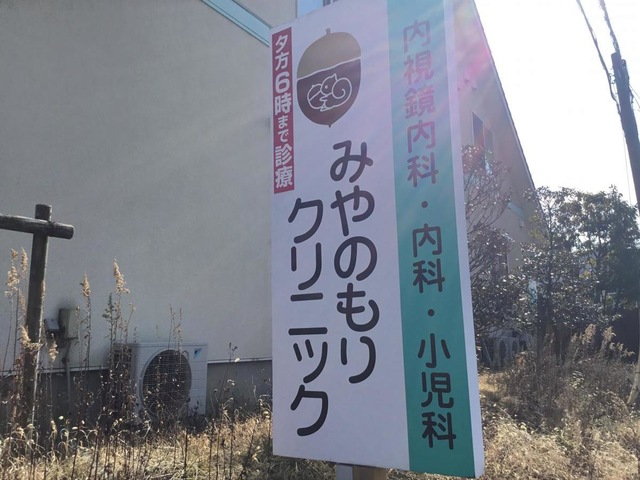 内視鏡内科・内科・小児科
みやのもり
クリニック
夕方6時まで診療